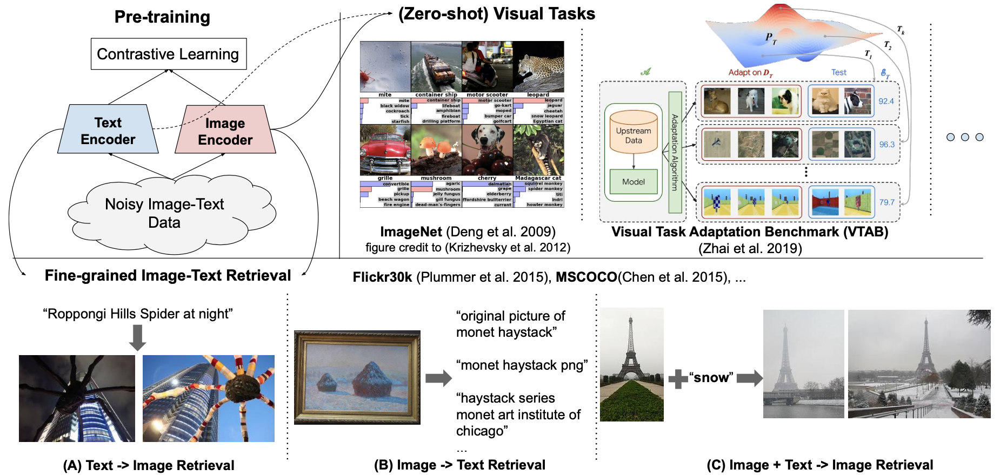 Pre-training
Contrastive Learning
Text
Encoder
Image
Encoder
Noisy Image-Text
Data
(Zero-shot) Visual Tasks
mite
container ship
motor scooter
leopard
mite
black widow
cockroach
tick
starfish
container ship
lifeboat
amphibian
fireboat
drilling platform
motor scooter
go-kart
moped
bumper car
golfcart
leopard
jaguar
cheetah
snow leopard
Egyptian cat
grille
mushroom
cherry
Madagascar cat
convertible
grille
pickup
beach wagon
fire engine
agaric
mushroom
jelly fungus
gill fungus
dead-man's-fingers
dalmatian
grape
elderberry
ffordshire bullterrier
currant
squirrel monkey
spider monkey
titi
indri
howler monkey
ImageNet (Deng et al. 2009)
figure credit to (Krizhevsky et al. 2012)
P_T
T_k
T_2
T_1
𝒜
Adapt on D_T
Test
ℰ_T
Upstream
Data
Model
Adaptation Algorithm
92.4
96.3
79.7
Visual Task Adaptation Benchmark (VTAB)
(Zhai et al. 2019)
Fine-grained Image-Text Retrieval
Flickr30k (Plummer et al. 2015), MSCOCO(Chen et al. 2015), ...
“Roppongi Hills Spider at night”
(A) Text -> Image Retrieval
“original picture of
monet haystack”
“monet haystack png”
“haystack series
monet art institute of
chicago”
...
(B) Image -> Text Retrieval
“snow”
(C) Image + Text -> Image Retrieval